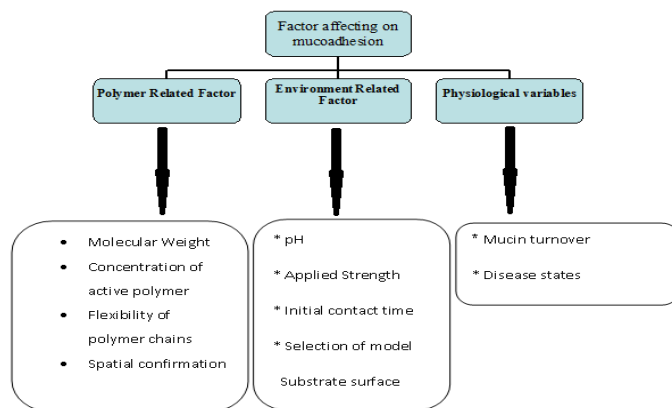 Factor affecting on
mucoadhesion
Polymer Related Factor
Environment Related
Factor
Physiological variables
• Molecular Weight
• Concentration of
active polymer
• Flexibility of
polymer chains
• Spatial confirmation
* pH
* Applied Strength
* Initial contact time
* Selection of model
Substrate surface
* Mucin turnover
* Disease states